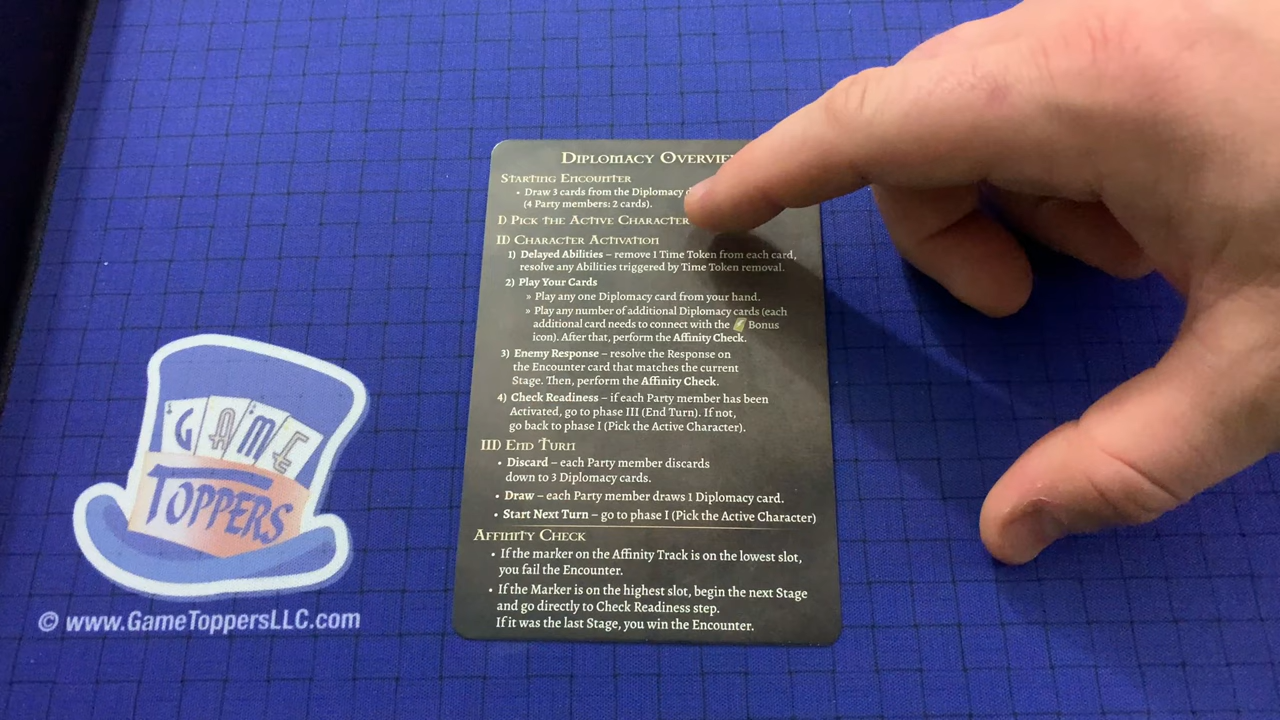 DIPLOMACY
STARTING ENCOUNTER
• Draw 3 cards from the Diplomacy
(4 Party members: 2 cards).
I) PICK THE ACTIVE CHARACTER
II) CHARACTER ACTIVATION
1) Delayed Abilities – remove 1 Time Token from each card,
resolve any Abilities triggered by Time Token removal.
2) Play Your Cards
» Play any one Diplomacy card from your hand.
» Play any number of additional Diplomacy cards (each
additional card needs to connect with the Bonus
icon). After that, perform the Affinity Check.
3) Enemy Response – resolve the Response on
the Encounter card that matches the current
Stage. Then, perform the Affinity Check.
4) Check Readiness – if each Party member has been
Activated, go to phase III (End Turn). If not,
go back to phase I (Pick the Active Character).
III) END TURN
• Discard – each Party member discards
down to 3 Diplomacy cards.
• Draw – each Party member draws 1 Diplomacy card.
• Start Next Turn – go to phase I (Pick the Active Character)
AFFINITY CHECK
• If the marker on the Affinity Track is on the lowest slot,
you fail the Encounter.
• If the Marker is on the highest slot, begin the next Stage
and go directly to Check Readiness step.
If it was the last Stage, you win the Encounter.
GAME
TOPPERS
© www.GameToppersLLC.com